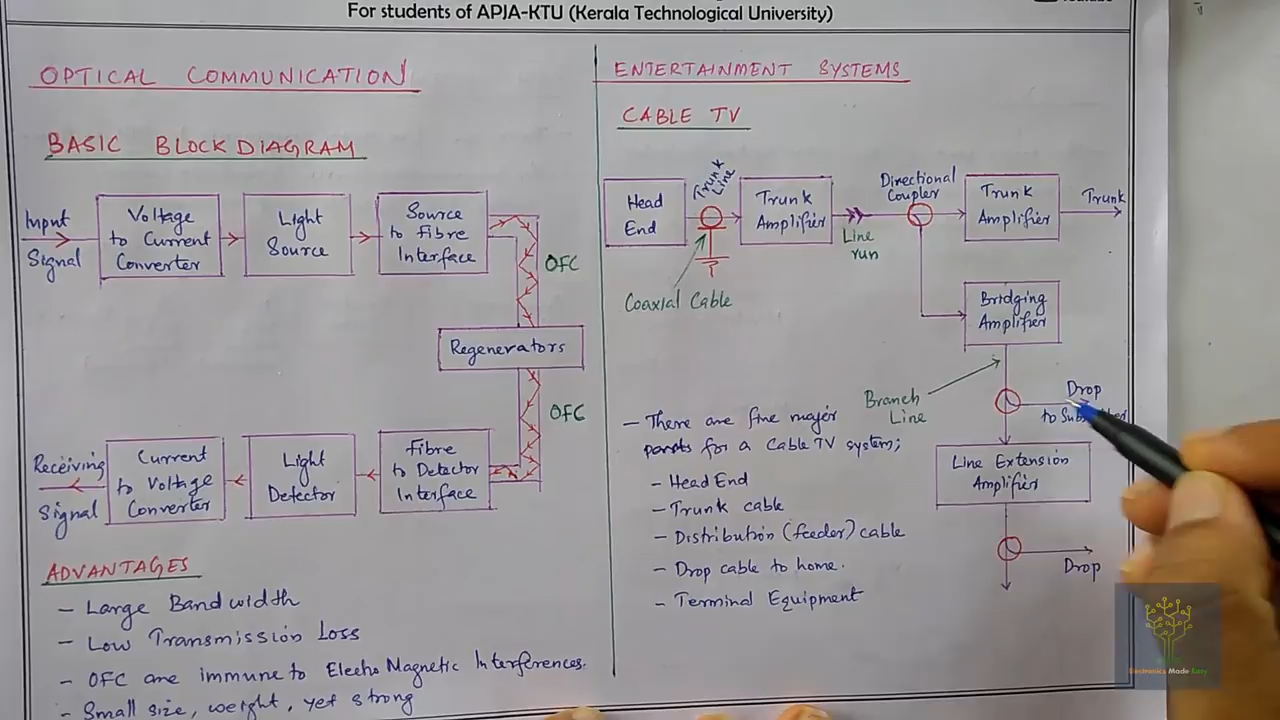 For students of APJA-KTU (Kerala Technological University)
OPTICAL COMMUNICATION
BASIC BLOCK DIAGRAM
Input
Signal
Voltage
to Current
Converter
Light
Source
Source
to Fibre
Interface
OFC
Regenerators
OFC
Receiving
Signal
Current
to Voltage
Converter
Light
Detector
Fibre
to Detector
Interface
ADVANTAGES
- Large Bandwidth
- Low Transmission Loss
- OFC are immune to Electro Magnetic Interferences.
- Small size, weight, yet strong
ENTERTAINMENT SYSTEMS
CABLE TV
Head
End
Trunk
Line
Trunk
Amplifier
Line
run
Directional
Coupler
Trunk
Amplifier
Trunk
Coaxial Cable
Bridging
Amplifier
Branch
Line
Drop
to
Line Extension
Amplifier
Drop
- There are five major
parts for a Cable TV system;
- Head End
- Trunk cable
- Distribution (feeder) cable
- Drop cable to home.
- Terminal Equipment
Electronics Made Easy